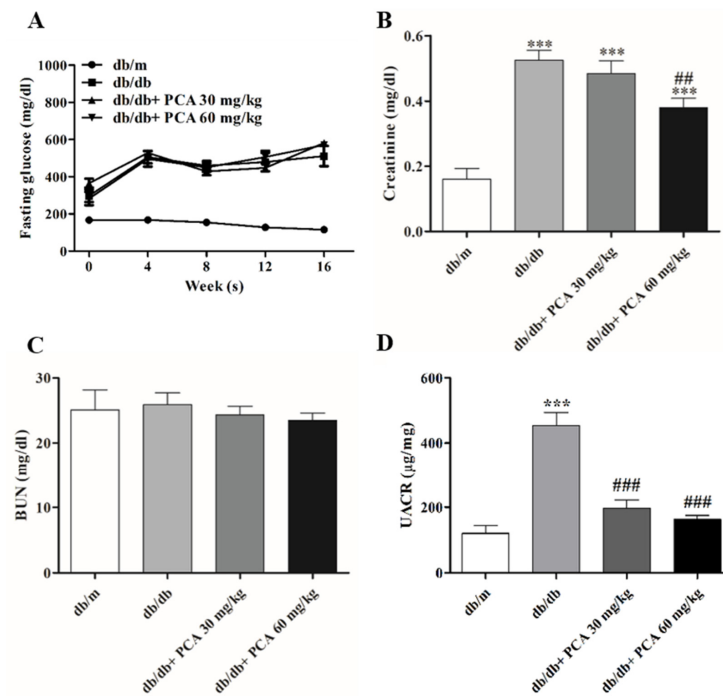 A
db/m
db/db
db/db+ PCA 30 mg/kg
db/db+ PCA 60 mg/kg
Fasting glucose (mg/dl)
1000
800
600
400
200
0
0 4 8 12 16
Week (s)
B
Creatinine (mg/dl)
0.6
0.4
0.2
0.0
***
***
##
***
db/m
db/db
db/db+ PCA 30 mg/kg
db/db+ PCA 60 mg/kg
C
BUN (mg/dl)
30
20
10
0
db/m
db/db
db/db+ PCA 30 mg/kg
db/db+ PCA 60 mg/kg
D
UACR (µg/mg)
600
400
200
0
***
###
###
db/m
db/db
db/db+ PCA 30 mg/kg
db/db+ PCA 60 mg/kg